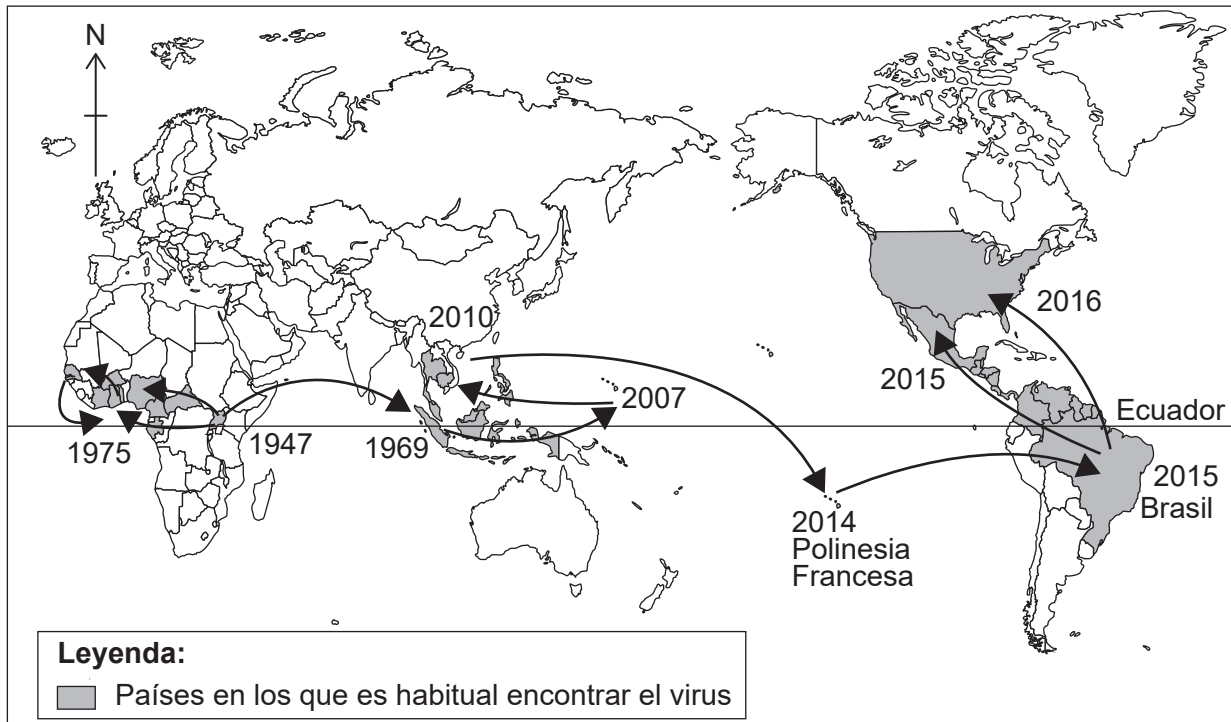 N
2010
2016
2015
2007
Ecuador
1975
1947
1969
2015
Brasil
2014
Polinesia
Francesa
Leyenda:
Países en los que es habitual encontrar el virus